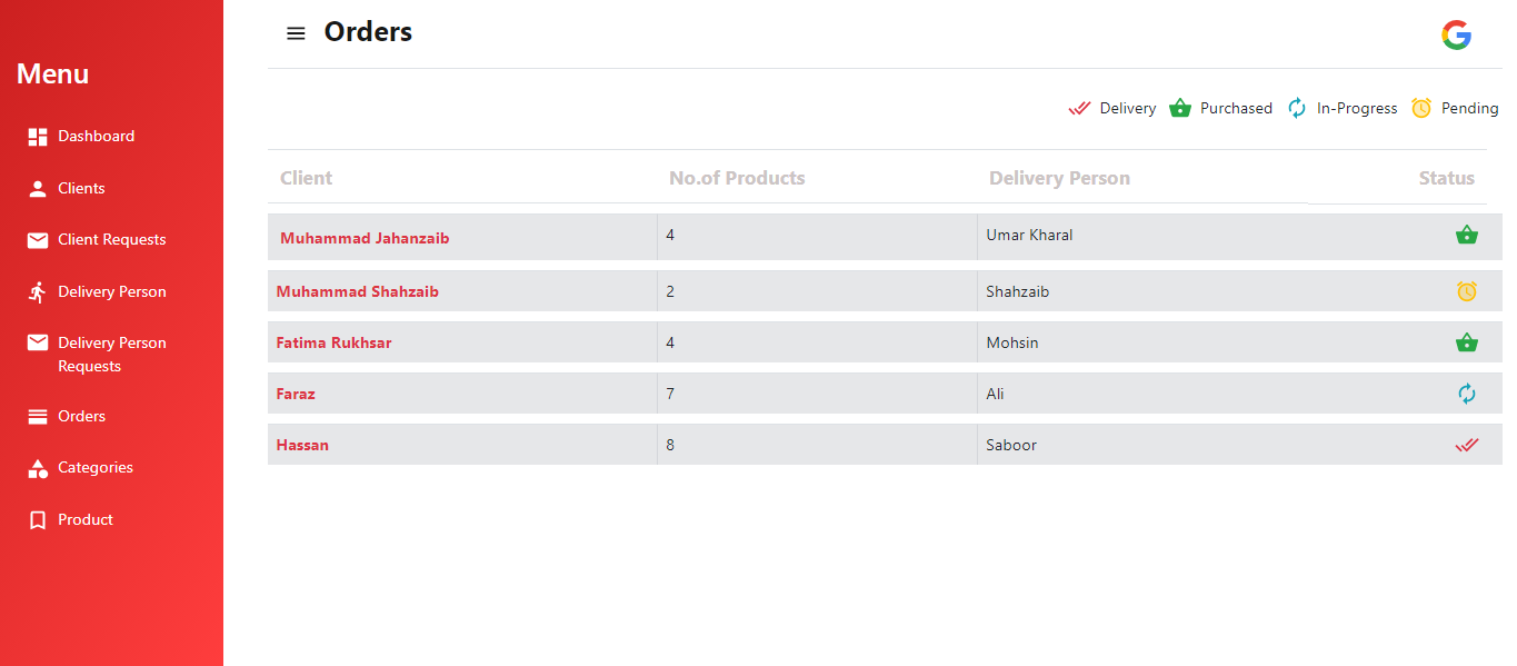 Menu
Dashboard
Clients
Client Requests
Delivery Person
Delivery Person
Requests
Orders
Categories
Product
Orders
Delivery Purchased In-Progress Pending
Client No.of Products Delivery Person Status
Muhammad Jahanzaib 4 Umar Kharal
Muhammad Shahzaib 2 Shahzaib
Fatima Rukhsar 4 Mohsin
Faraz 7 Ali
Hassan 8 Saboor